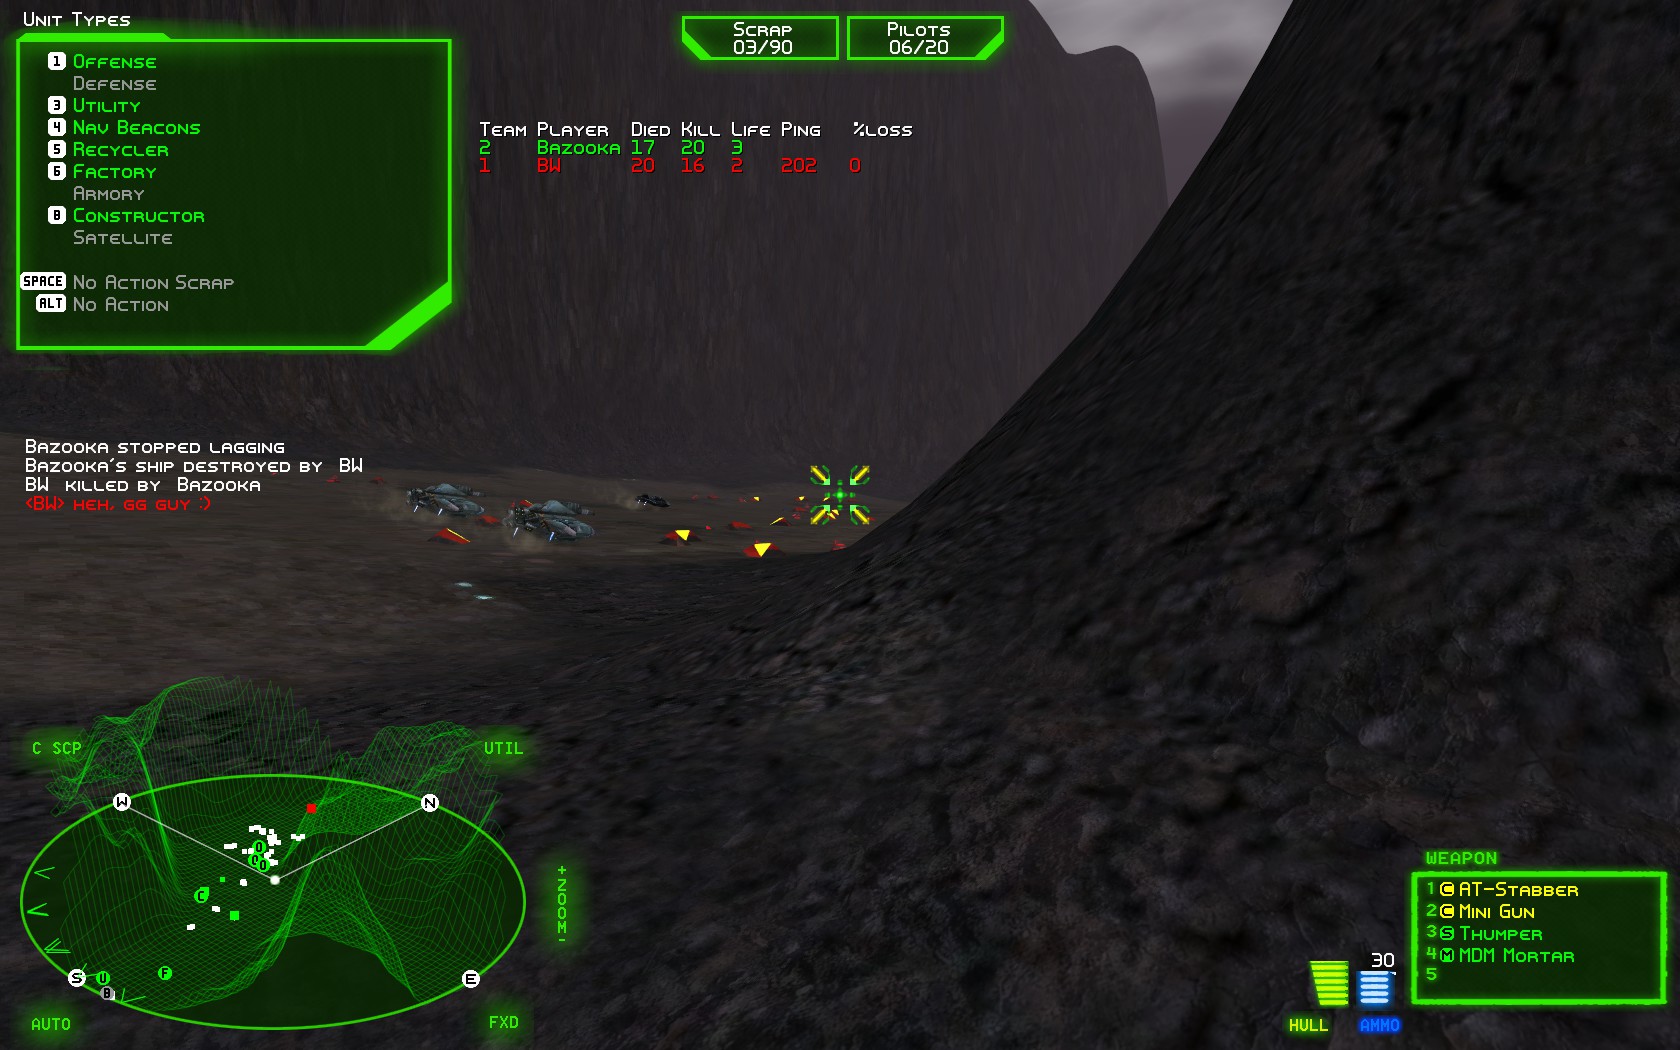 Unit Types
1 Offense
Defense
3 Utility
4 Nav Beacons
5 Recycler
6 Factory
Armory
8 Constructor
Satellite
SPACE No Action Scrap
ALT No Action
Scrap
03/90
Pilots
06/20
Team Player Died Kill Life Ping %loss
2 Bazooka 17 20 3
1 BW 20 16 2 202 0
Bazooka stopped lagging
Bazooka's ship destroyed by BW
BW killed by Bazooka
<BW> heh, gg guy :)
C SCP
UTIL
W
N
+ZOOM-
S
E
U
F
B
C
O
O
O
AUTO
FXD
WEAPON
1 C AT-Stabber
2 C Mini Gun
3 S Thumper
4 M MDM Mortar
5
30
HULL
AMMO